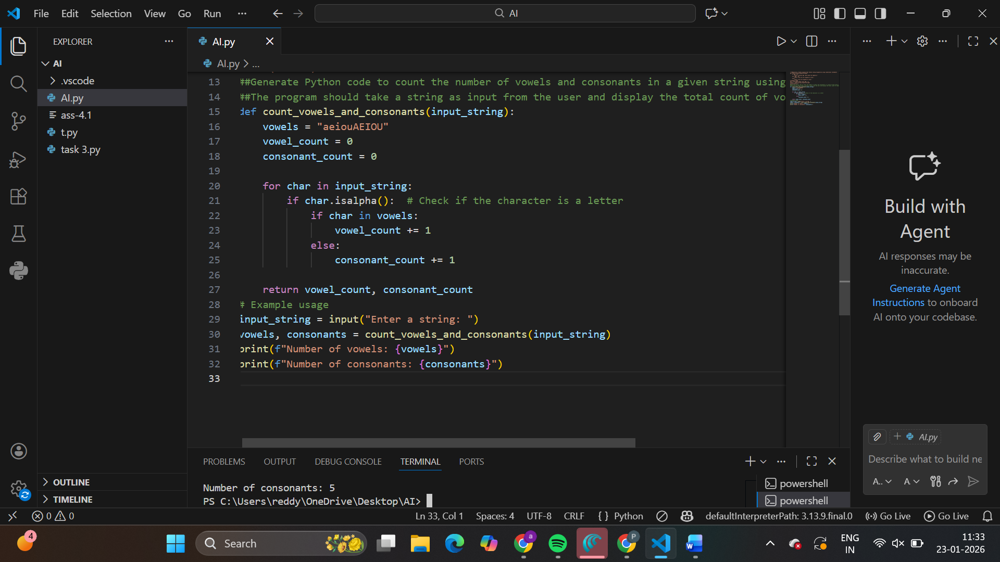 File Edit Selection View Go Run
AI
EXPLORER
AI
.vscode
AI.py
ass-4.1
t.py
task 3.py
OUTLINE
TIMELINE
AI.py
AI.py > ...
13 ##Generate Python code to count the number of vowels and consonants in a given string using
14 ##The program should take a string as input from the user and display the total count of vo
15 def count_vowels_and_consonants(input_string):
16 vowels = "aeiouAEIOU"
17 vowel_count = 0
18 consonant_count = 0
19
20 for char in input_string:
21 if char.isalpha(): # Check if the character is a letter
22 if char in vowels:
23 vowel_count += 1
24 else:
25 consonant_count += 1
26
27 return vowel_count, consonant_count
28 # Example usage
29 input_string = input("Enter a string: ")
30 vowels, consonants = count_vowels_and_consonants(input_string)
31 print(f"Number of vowels: {vowels}")
32 print(f"Number of consonants: {consonants}")
33
PROBLEMS OUTPUT DEBUG CONSOLE TERMINAL PORTS
Number of consonants: 5
PS C:\Users\reddy\OneDrive\Desktop\AI>
powershell
powershell
Build with
Agent
AI responses may be
inaccurate.
Generate Agent
Instructions to onboard
AI onto your codebase.
AI.py
Describe what to build ne
A.. A
0 0
Ln 33, Col 1 Spaces: 4 UTF-8 CRLF { } Python defaultInterpreterPath: 3.13.9.final.0 Go Live Go Live
4
Search
a
P
W
ENG
IN
11:33
23-01-2026